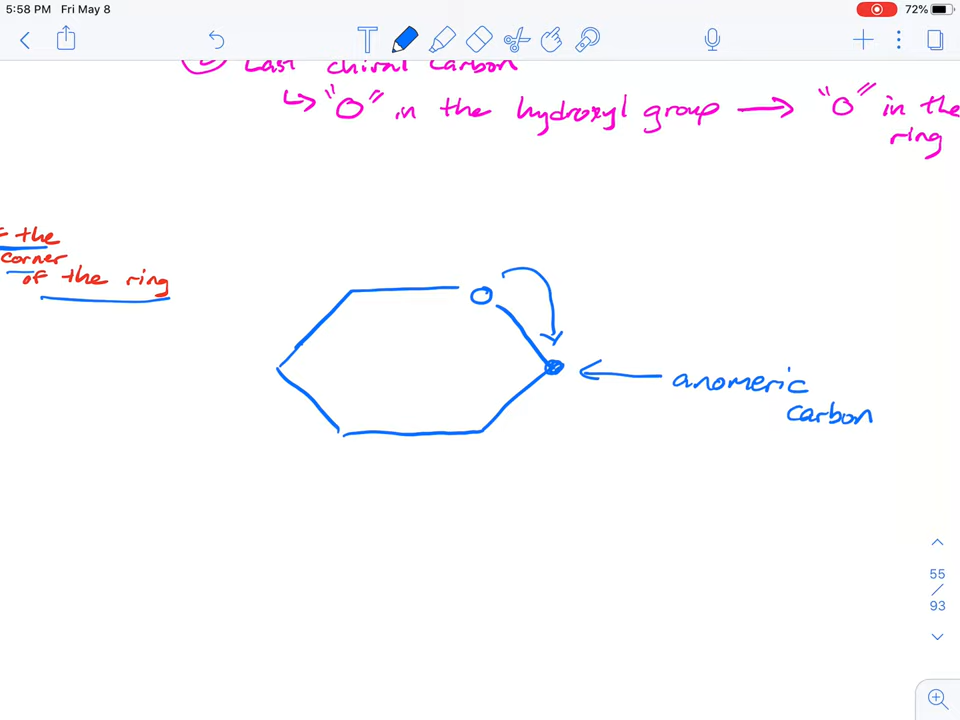 5:58 PM Fri May 8
72%
T
Last chiral carbon
↳ "O" in the hydroxyl group → "O" in the
ring
the
corner
of the ring
O
anomeric
carbon
55
/
93